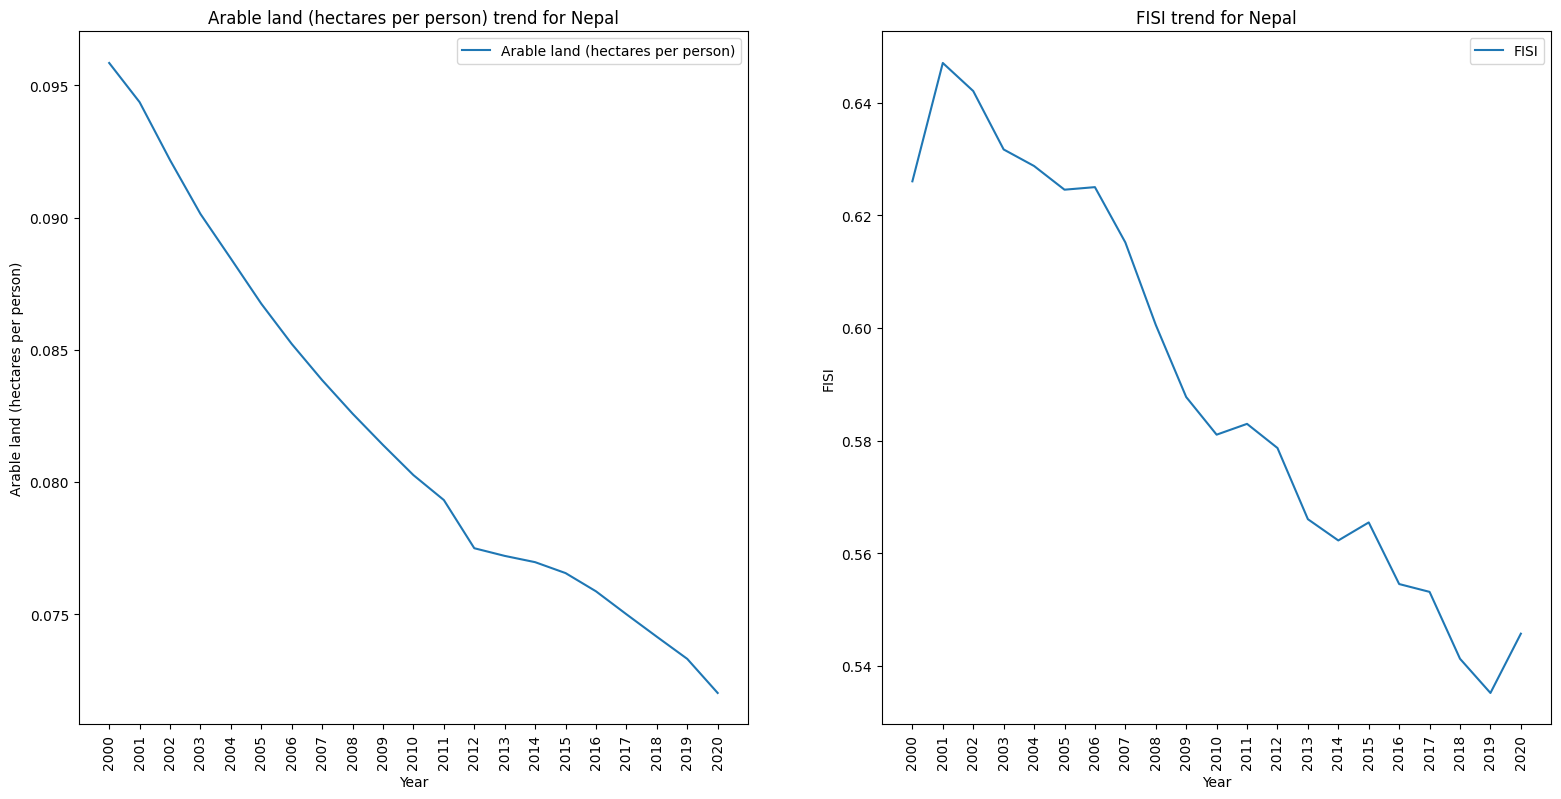 Arable land (hectares per person) trend for Nepal
Arable land (hectares per person)
Arable land (hectares per person)
0.095
0.090
0.085
0.080
0.075
2000 2001 2002 2003 2004 2005 2006 2007 2008 2009 2010 2011 2012 2013 2014 2015 2016 2017 2018 2019 2020
Year
FISI trend for Nepal
FISI
FISI
0.64
0.62
0.60
0.58
0.56
0.54
2000 2001 2002 2003 2004 2005 2006 2007 2008 2009 2010 2011 2012 2013 2014 2015 2016 2017 2018 2019 2020
Year